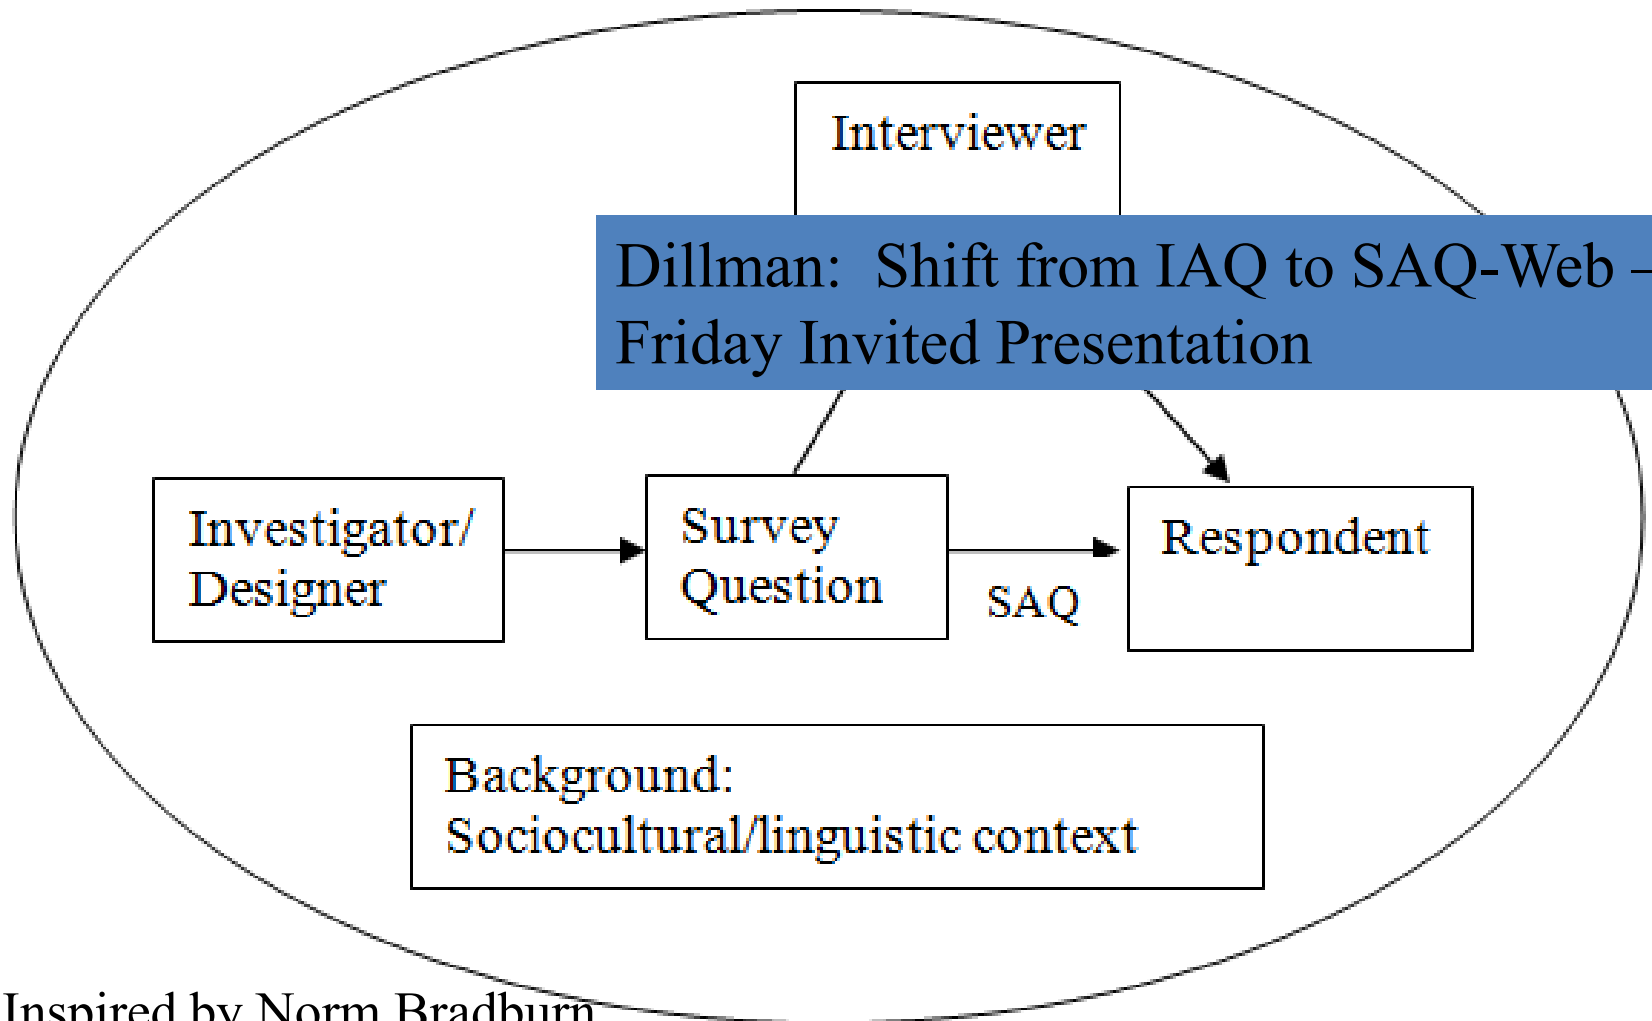 Interviewer
Dillman:  Shift from IAQ to SAQ-Web –
Friday Invited Presentation
Investigator/
Designer
Survey
Question
SAQ
Respondent
Background:
Sociocultural/linguistic context
Inspired by Norm Bradburn